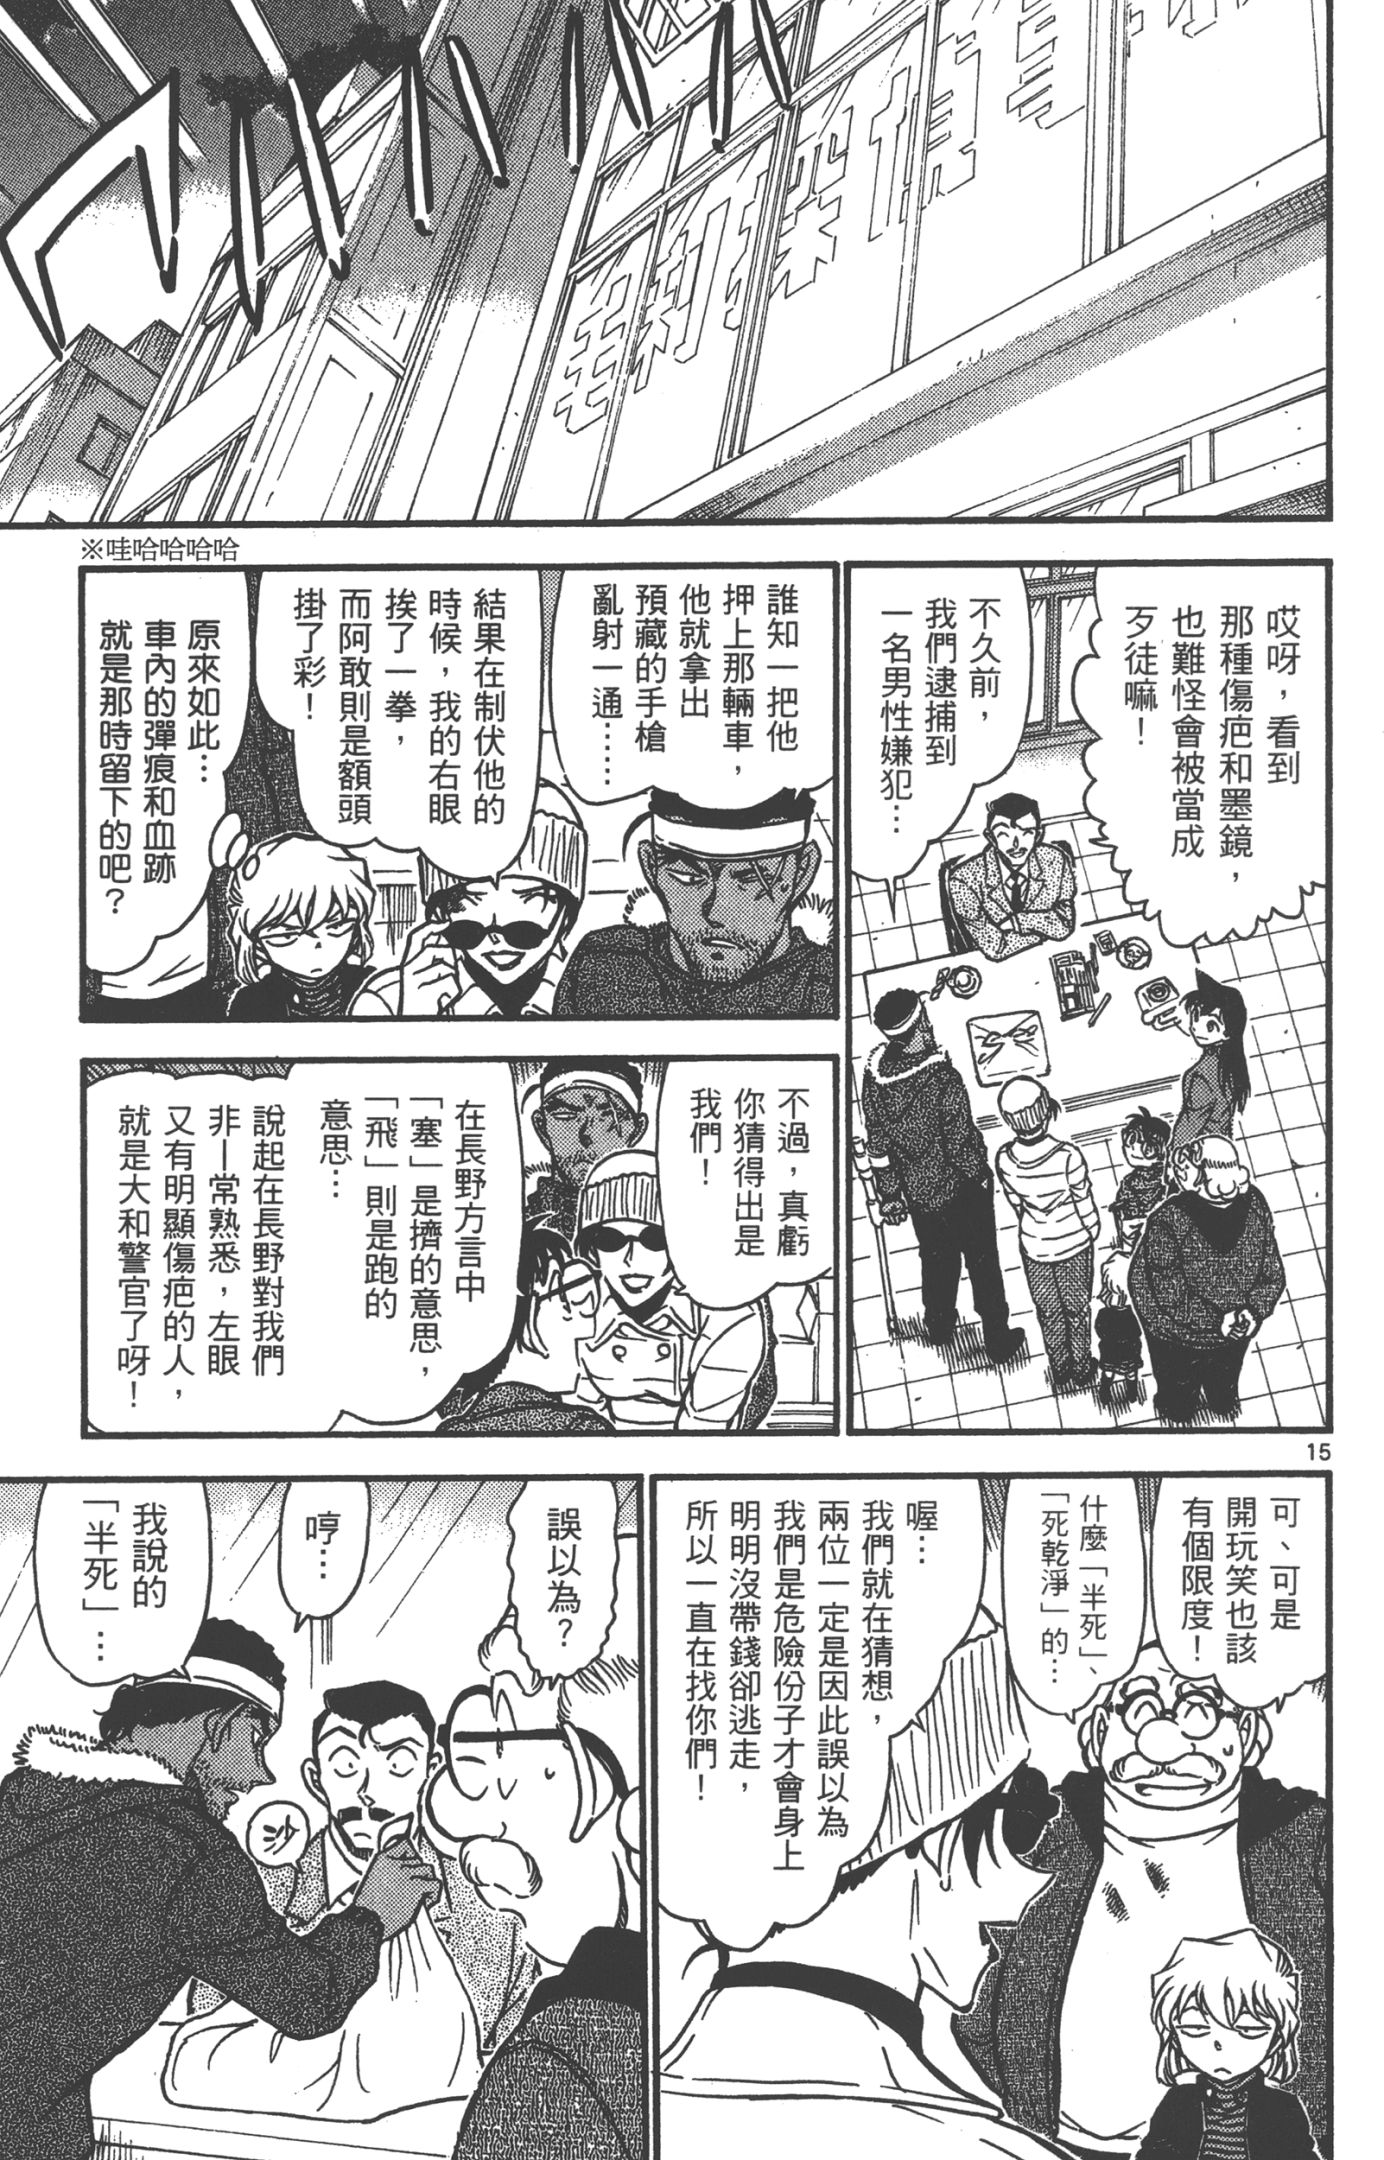 毛利探偵事
※哇哈哈哈哈
哎呀，看到
那種傷疤和墨鏡，
也難怪會被當成
歹徒嘛！
不久前，
我們逮捕到
一名男性嫌犯…
誰知一把他
押上那輛車，
他就拿出
預藏的手槍
亂射一通……
結果在制伏他的
時候，我的右眼
挨了一拳，
而阿敢則是額頭
掛了彩！
原來如此…
車內的彈痕和血跡
就是那時留下的吧？
不過，真虧
你猜得出是
我們！
在長野方言中
「塞」是擠的意思，
「飛」則是跑的
意思…
說起在長野對我們
非—常熟悉，左眼
又有明顯傷疤的人，
就是大和警官了呀！
15
可、可是
開玩笑也該
有個限度！
什麼「半死」、
「死乾淨」的…
喔…
我們就在猜想，
兩位一定是因此誤以為
我們是危險份子才會身上
明明沒帶錢卻逃走，
所以一直在找你們！
誤以為？
哼…
我說的
「半死」…
沙